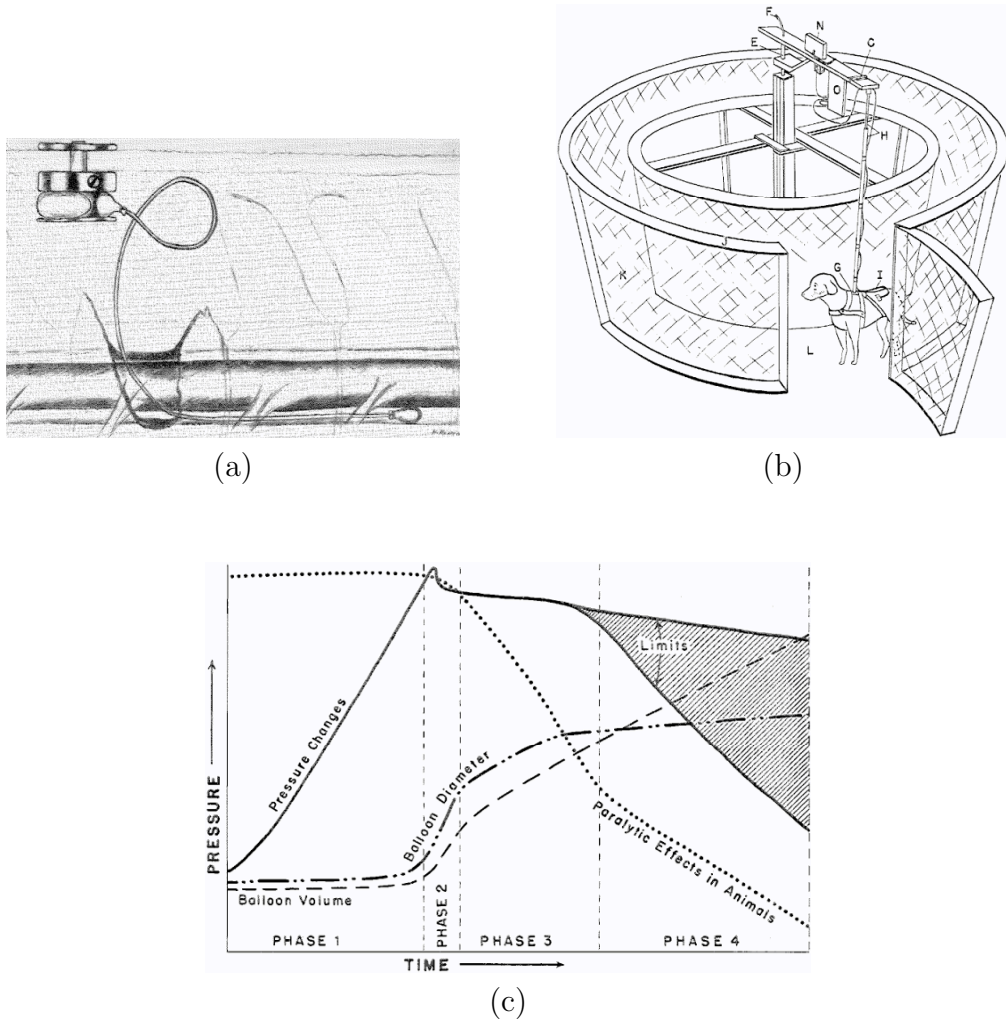 F
N
C
E
O
H
J
G
I
K
L
(a)
(b)
Limits
Pressure Changes
Balloon Diameter
PRESSURE
Paralytic Effects in Animals
Balloon Volume
PHASE 1
PHASE 2
PHASE 3
PHASE 4
TIME
(c)